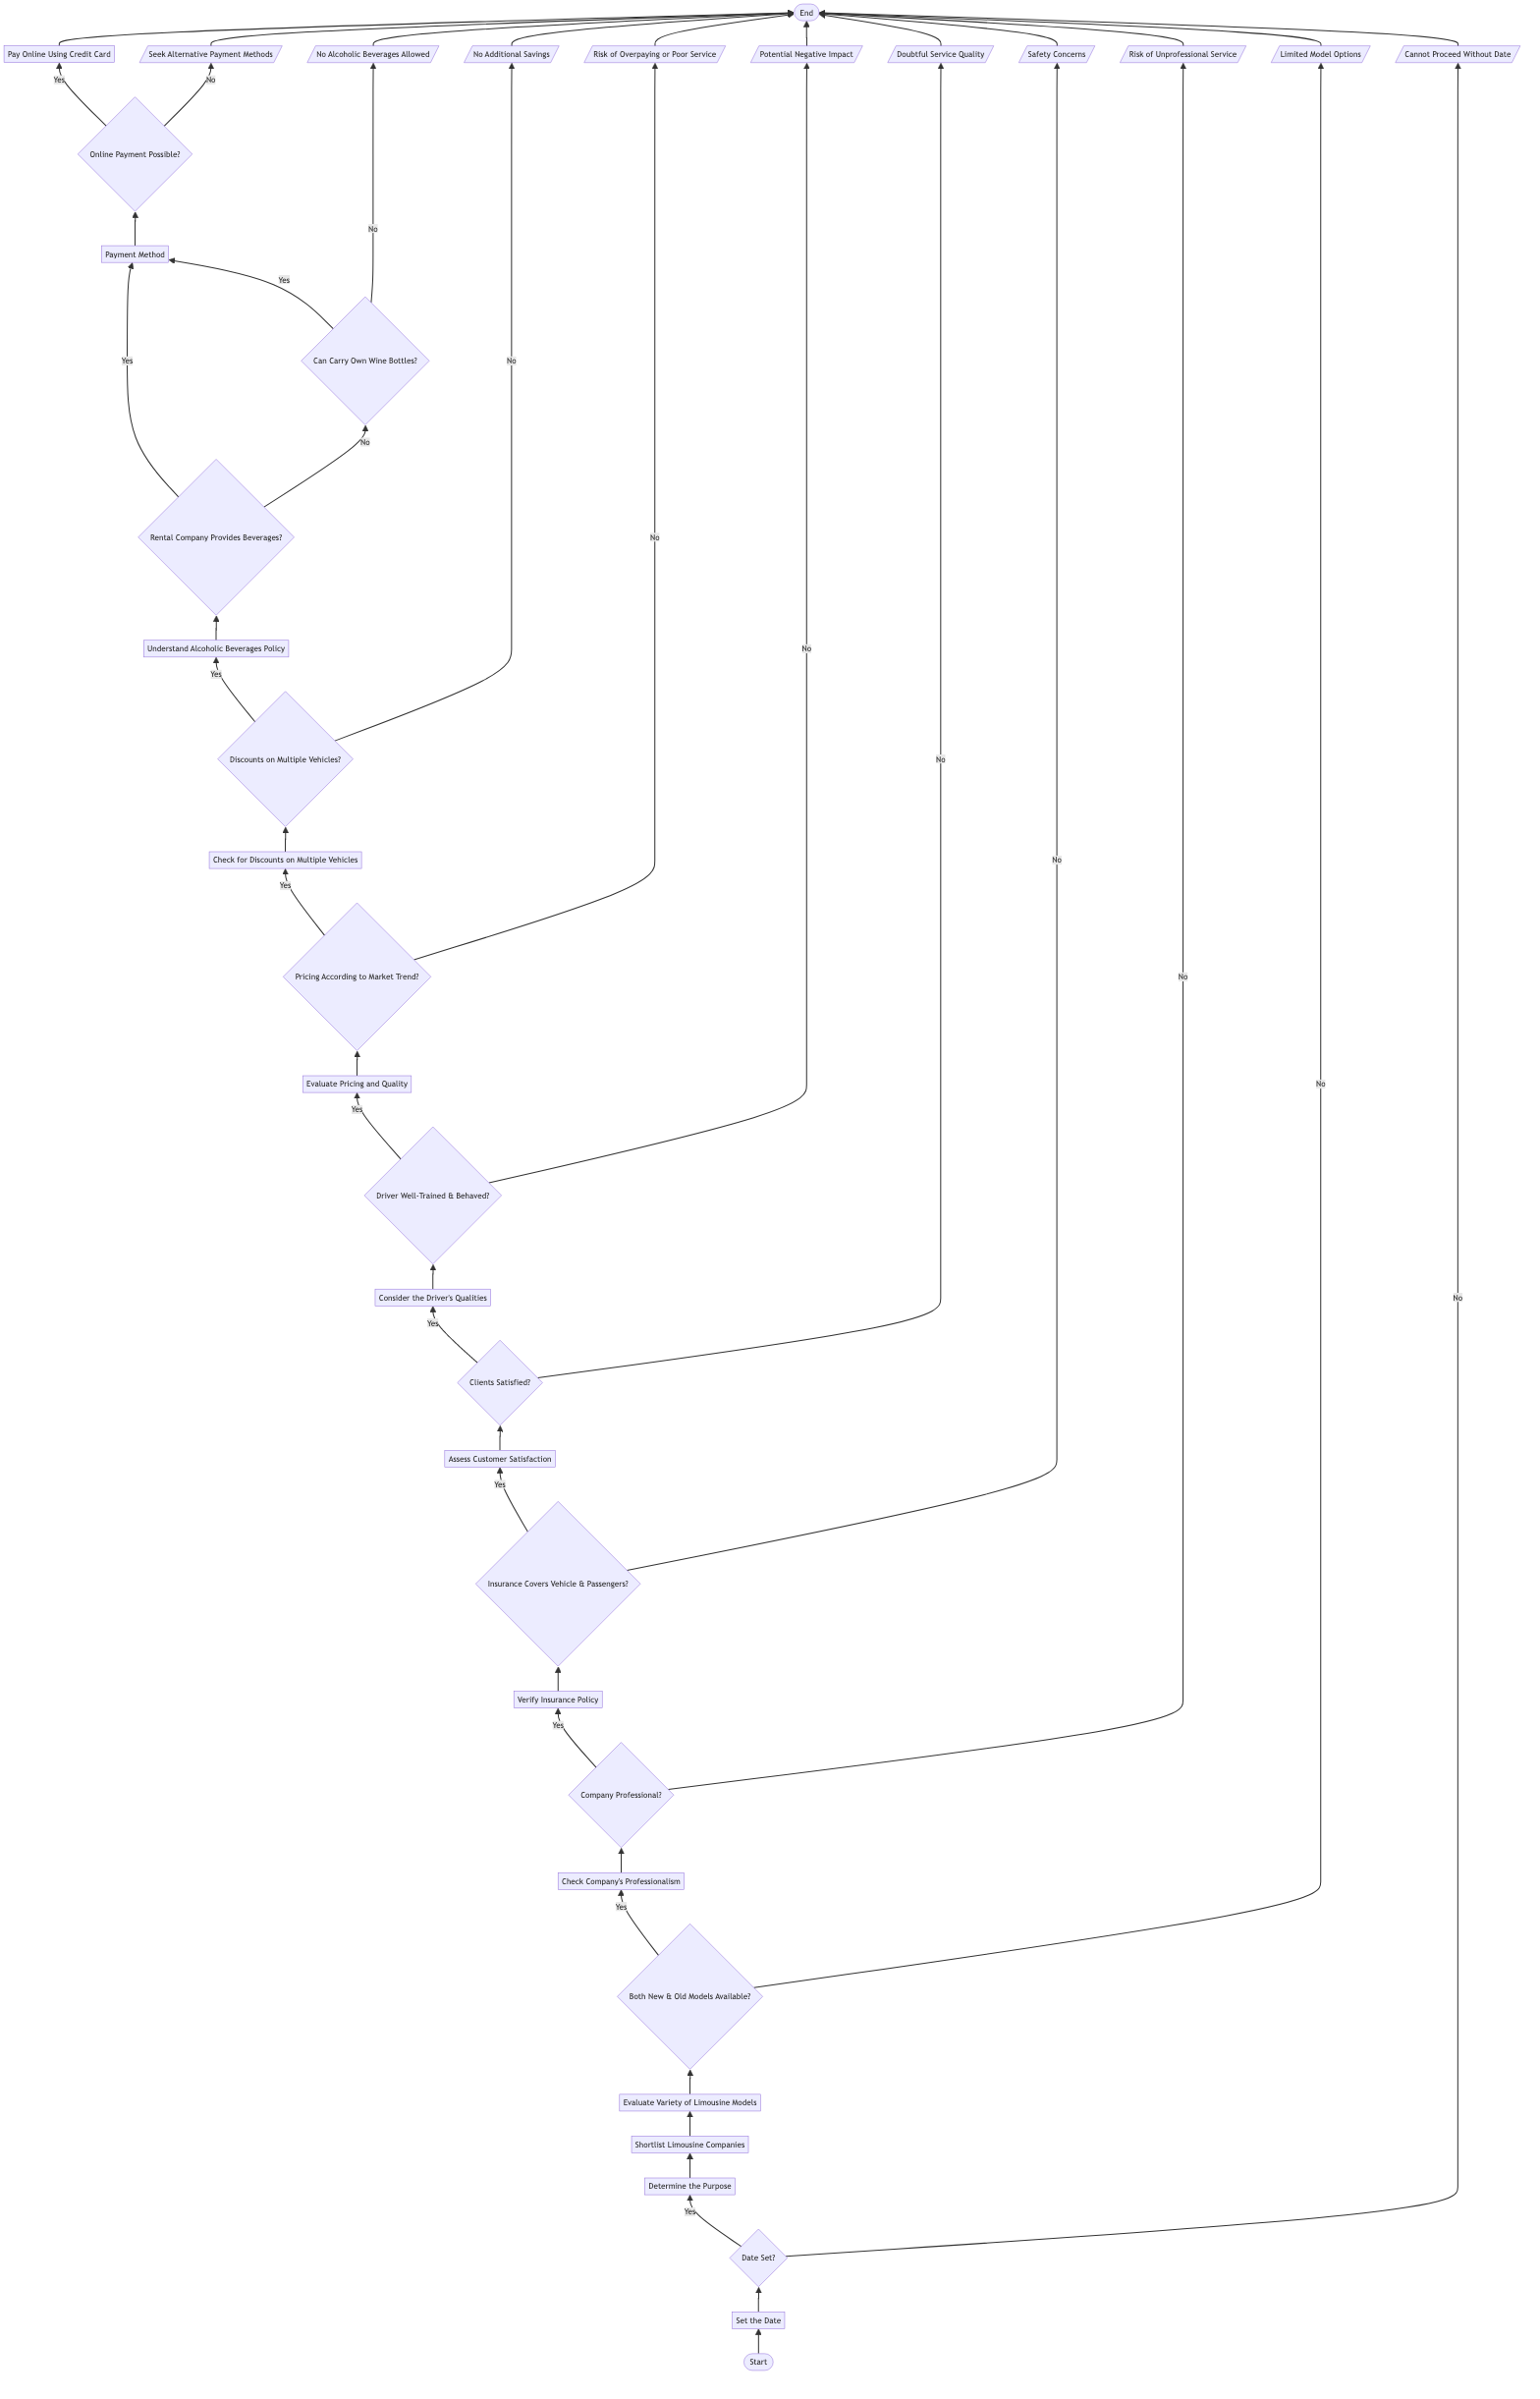 End
Pay Online Using Credit Card
Seek Alternative Payment Methods
No Alcoholic Beverages Allowed
No Additional Savings
Risk of Overpaying or Poor Service
Potential Negative Impact
Doubtful Service Quality
Safety Concerns
Risk of Unprofessional Service
Limited Model Options
Cannot Proceed Without Date
Yes
No
Online Payment Possible?
No
Payment Method
Yes
Yes
Can Carry Own Wine Bottles?
No
No
No
Rental Company Provides Beverages?
No
Understand Alcoholic Beverages Policy
No
Yes
Discounts on Multiple Vehicles?
No
Check for Discounts on Multiple Vehicles
No
Yes
Pricing According to Market Trend?
No
Evaluate Pricing and Quality
No
Yes
Driver Well-Trained & Behaved?
Consider the Driver's Qualities
No
Yes
Clients Satisfied?
Assess Customer Satisfaction
Yes
Insurance Covers Vehicle & Passengers?
Verify Insurance Policy
Yes
Company Professional?
Check Company's Professionalism
Yes
Both New & Old Models Available?
Evaluate Variety of Limousine Models
Shortlist Limousine Companies
Determine the Purpose
Yes
Date Set?
Set the Date
Start